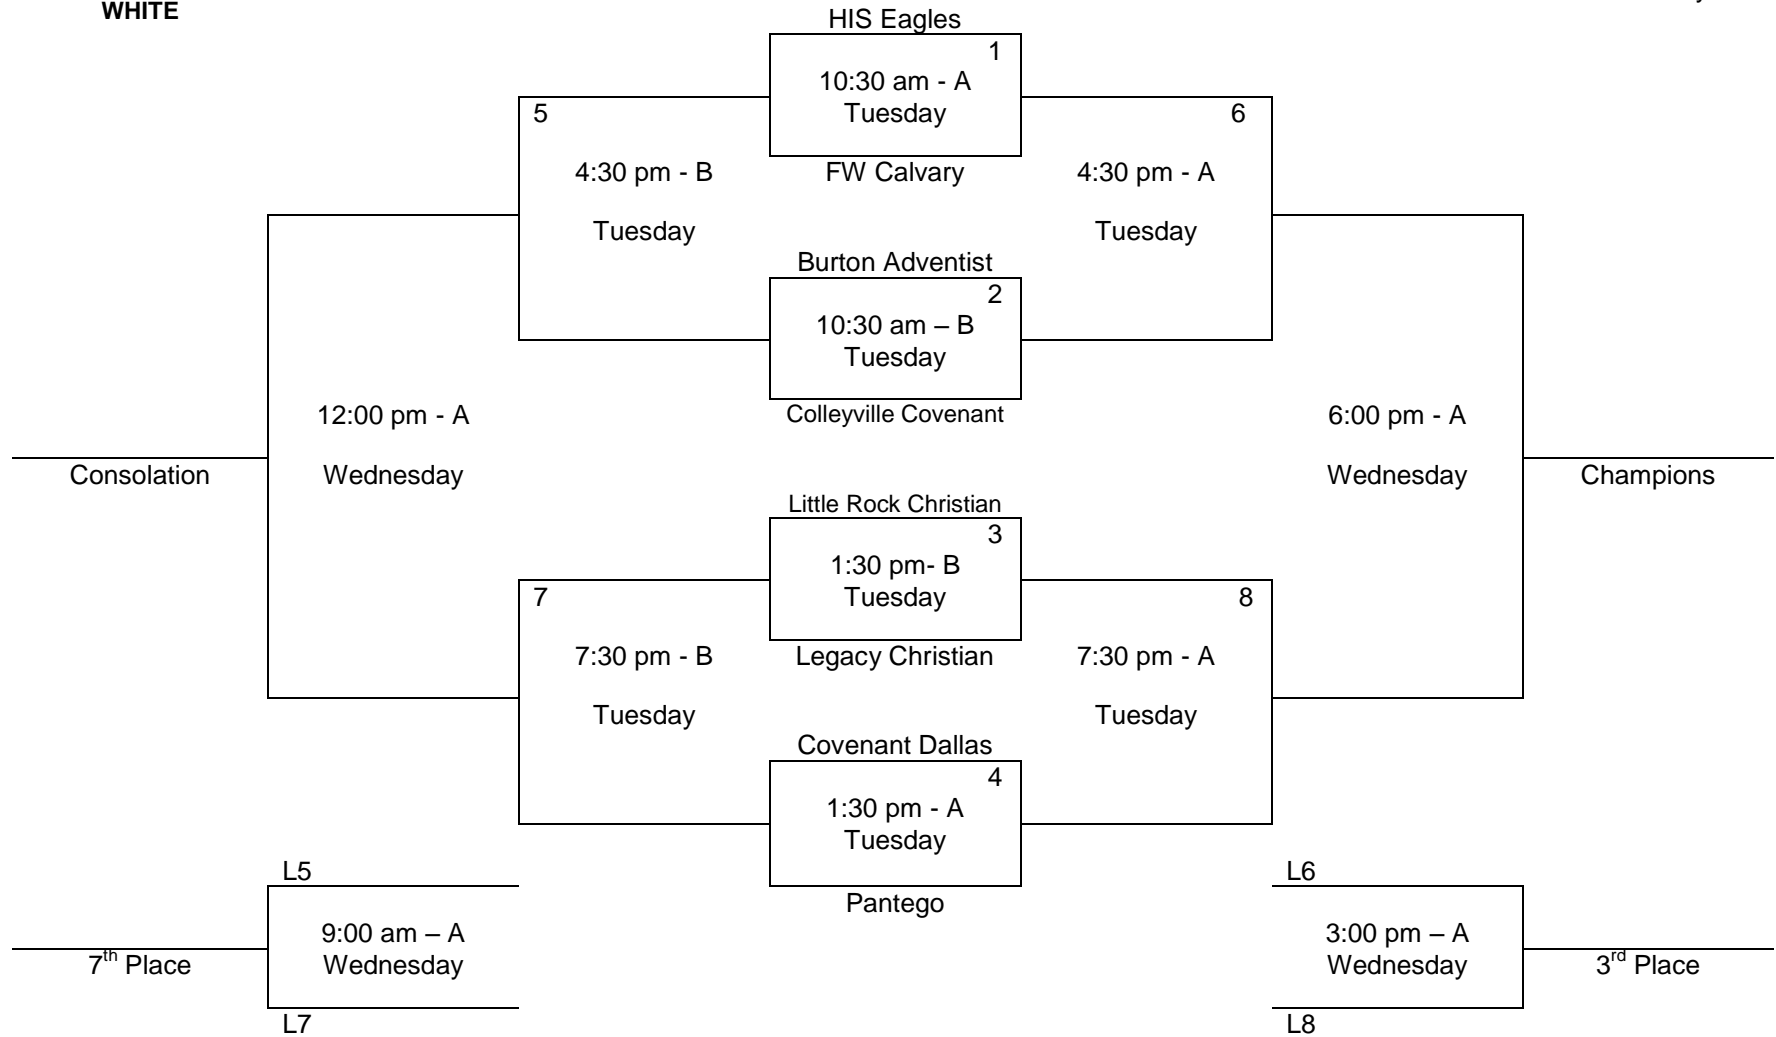 WHITE
HIS Eagles
1
10:30 am - A
Tuesday
FW Calvary
5
4:30 pm - B
Tuesday
6
4:30 pm - A
Tuesday
Burton Adventist
2
10:30 am – B
Tuesday
Colleyville Covenant
12:00 pm - A
Wednesday
Consolation
6:00 pm - A
Wednesday
Champions
Little Rock Christian
3
1:30 pm- B
Tuesday
Legacy Christian
7
7:30 pm - B
Tuesday
8
7:30 pm - A
Tuesday
Covenant Dallas
4
1:30 pm - A
Tuesday
Pantego
L5
9:00 am – A
Wednesday
7th Place
L7
L6
3:00 pm – A
Wednesday
3rd Place
L8